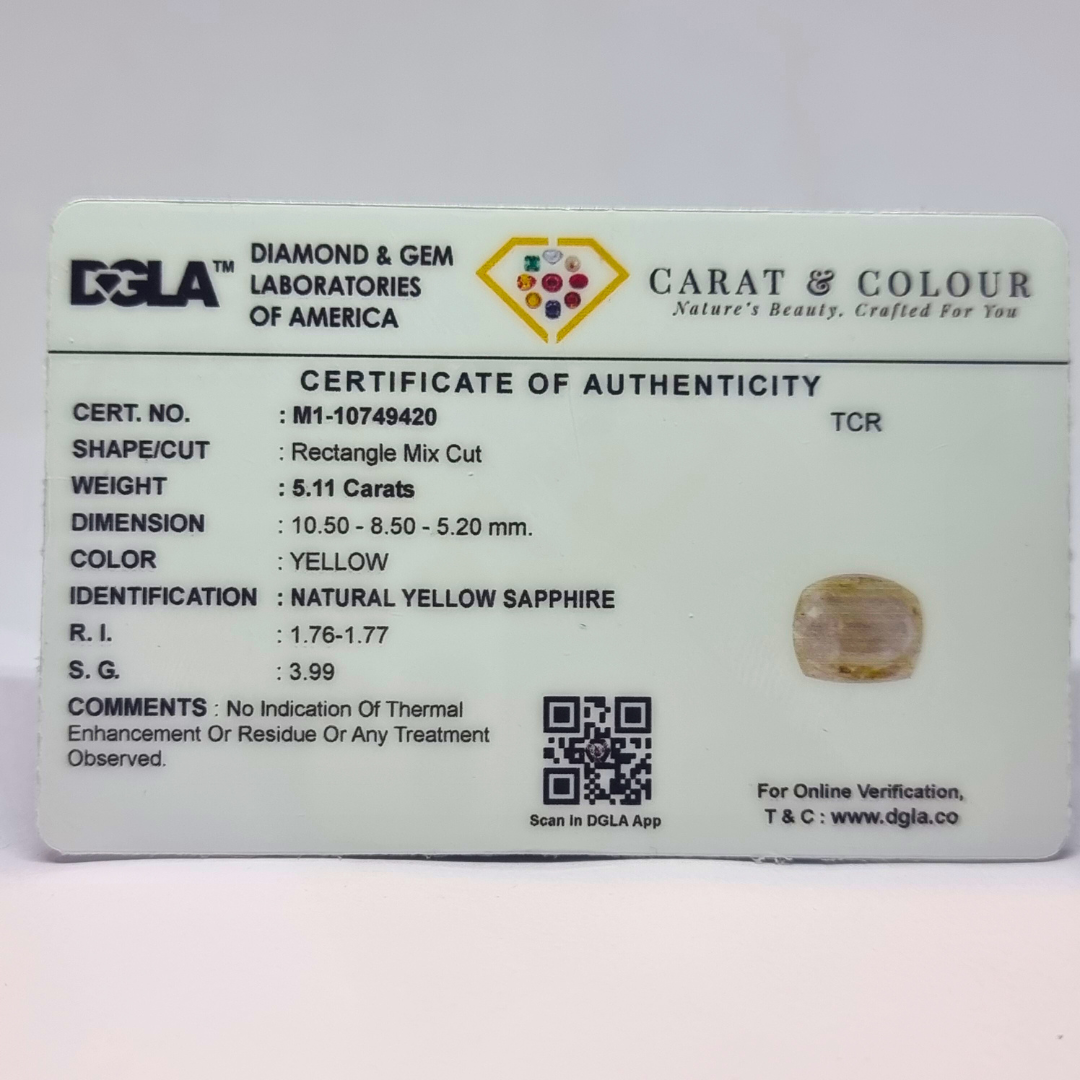 DGLA™
DIAMOND & GEM
LABORATORIES
OF AMERICA
CARAT & COLOUR
Nature's Beauty, Crafted For You
CERTIFICATE OF AUTHENTICITY
CERT. NO. : M1-10749420
TCR
SHAPE/CUT : Rectangle Mix Cut
WEIGHT : 5.11 Carats
DIMENSION : 10.50 - 8.50 - 5.20 mm.
COLOR : YELLOW
IDENTIFICATION : NATURAL YELLOW SAPPHIRE
R. I. : 1.76-1.77
S. G. : 3.99
COMMENTS : No Indication Of Thermal
Enhancement Or Residue Or Any Treatment
Observed.
Scan in DGLA App
For Online Verification,
T & C : www.dgla.co